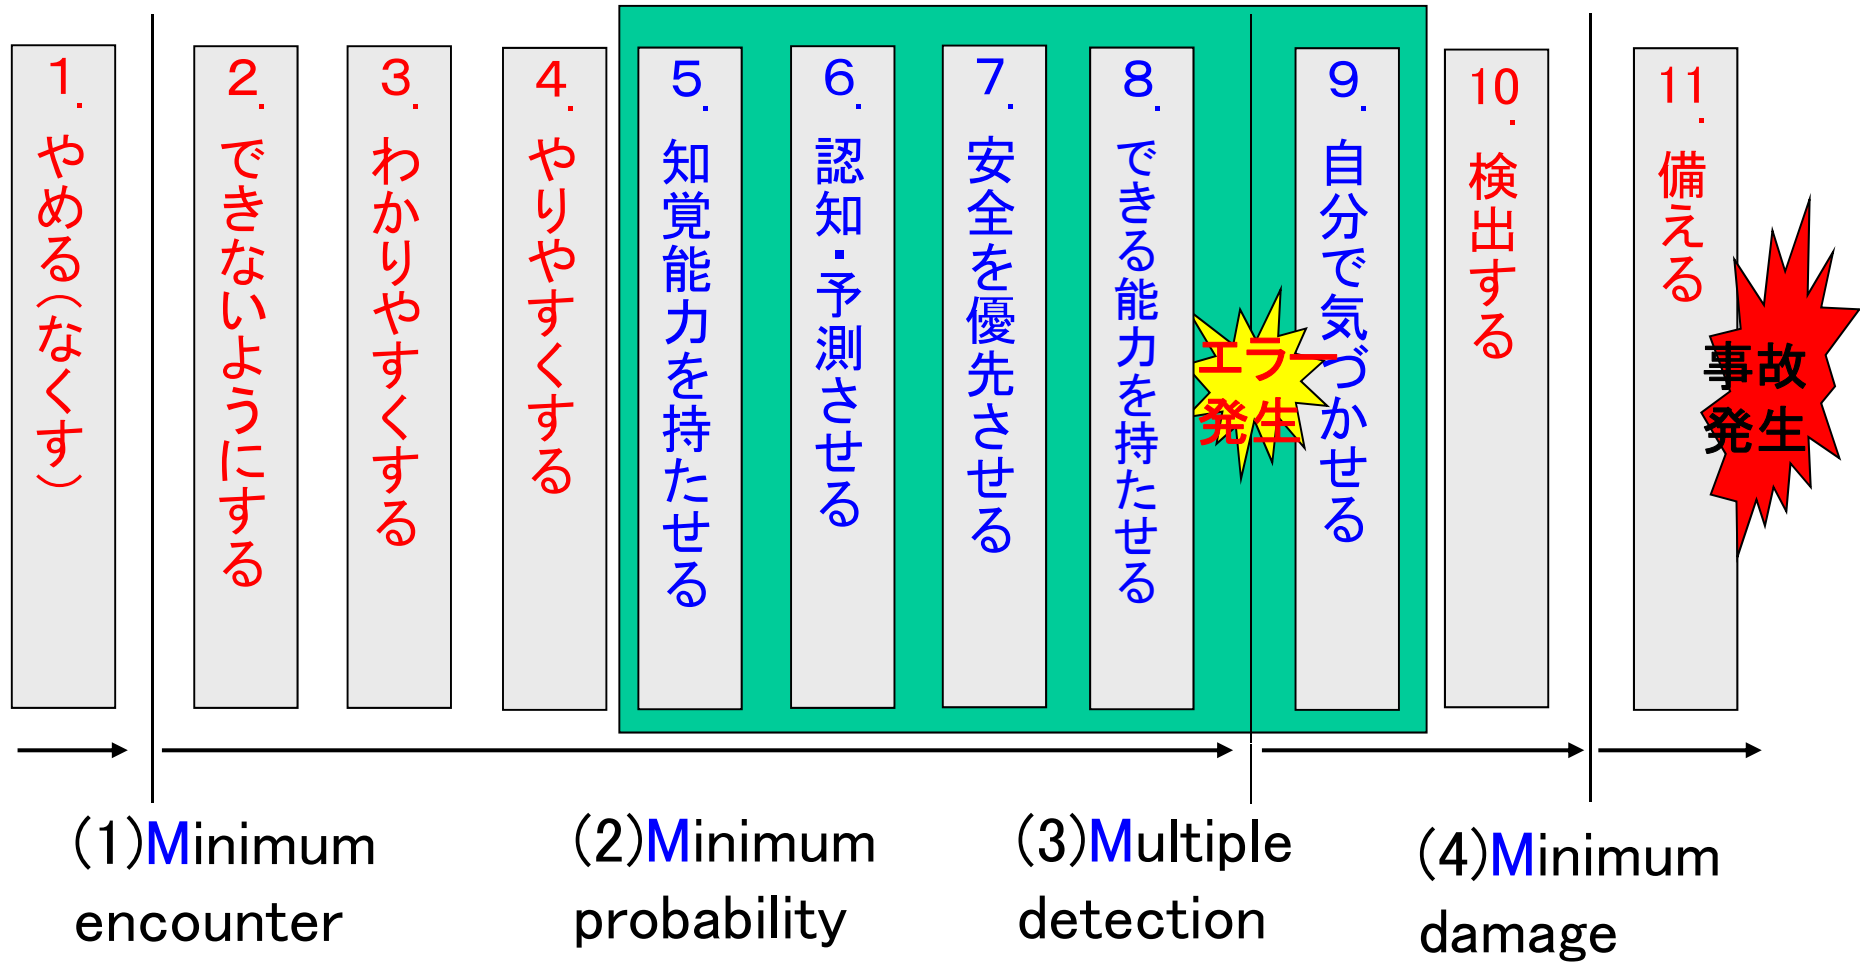 1. やめる(なくす)
2. できないようにする
3. わかりやすくする
4. やりやすくする
5. 知覚能力を持たせる
6. 認知・予測させる
7. 安全を優先させる
8. できる能力を持たせる
エラー
発生
9. 自分で気づかせる
10. 検出する
11. 備える
事故
発生
(1)Minimum
encounter
(2)Minimum
probability
(3)Multiple
detection
(4)Minimum
damage